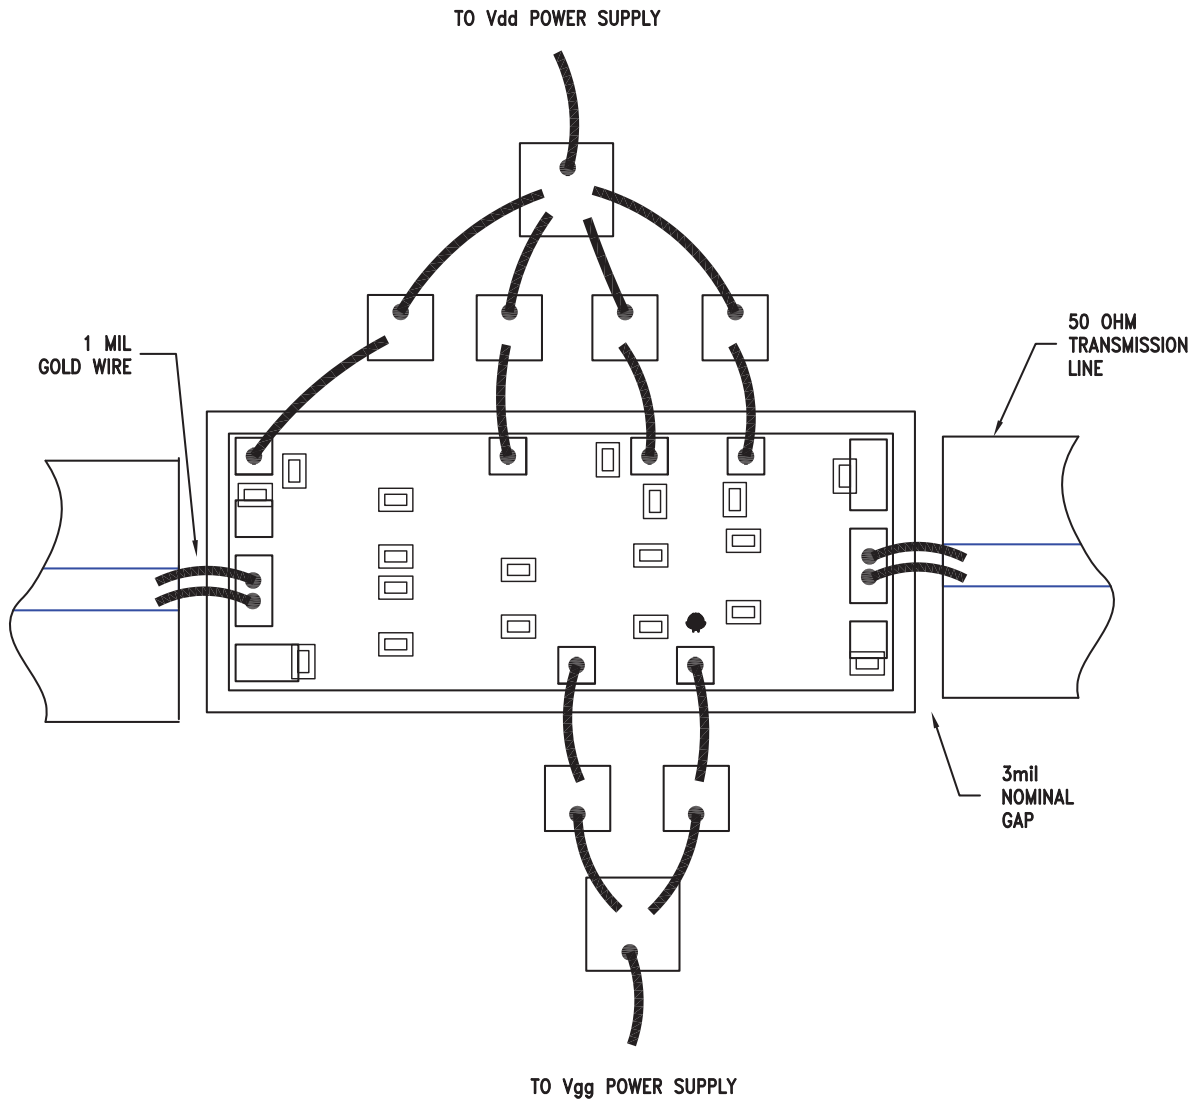 TO Vdd POWER SUPPLY
1 MIL
GOLD WIRE
50 OHM
TRANSMISSION
LINE
3mil
NOMINAL
GAP
TO Vgg POWER SUPPLY